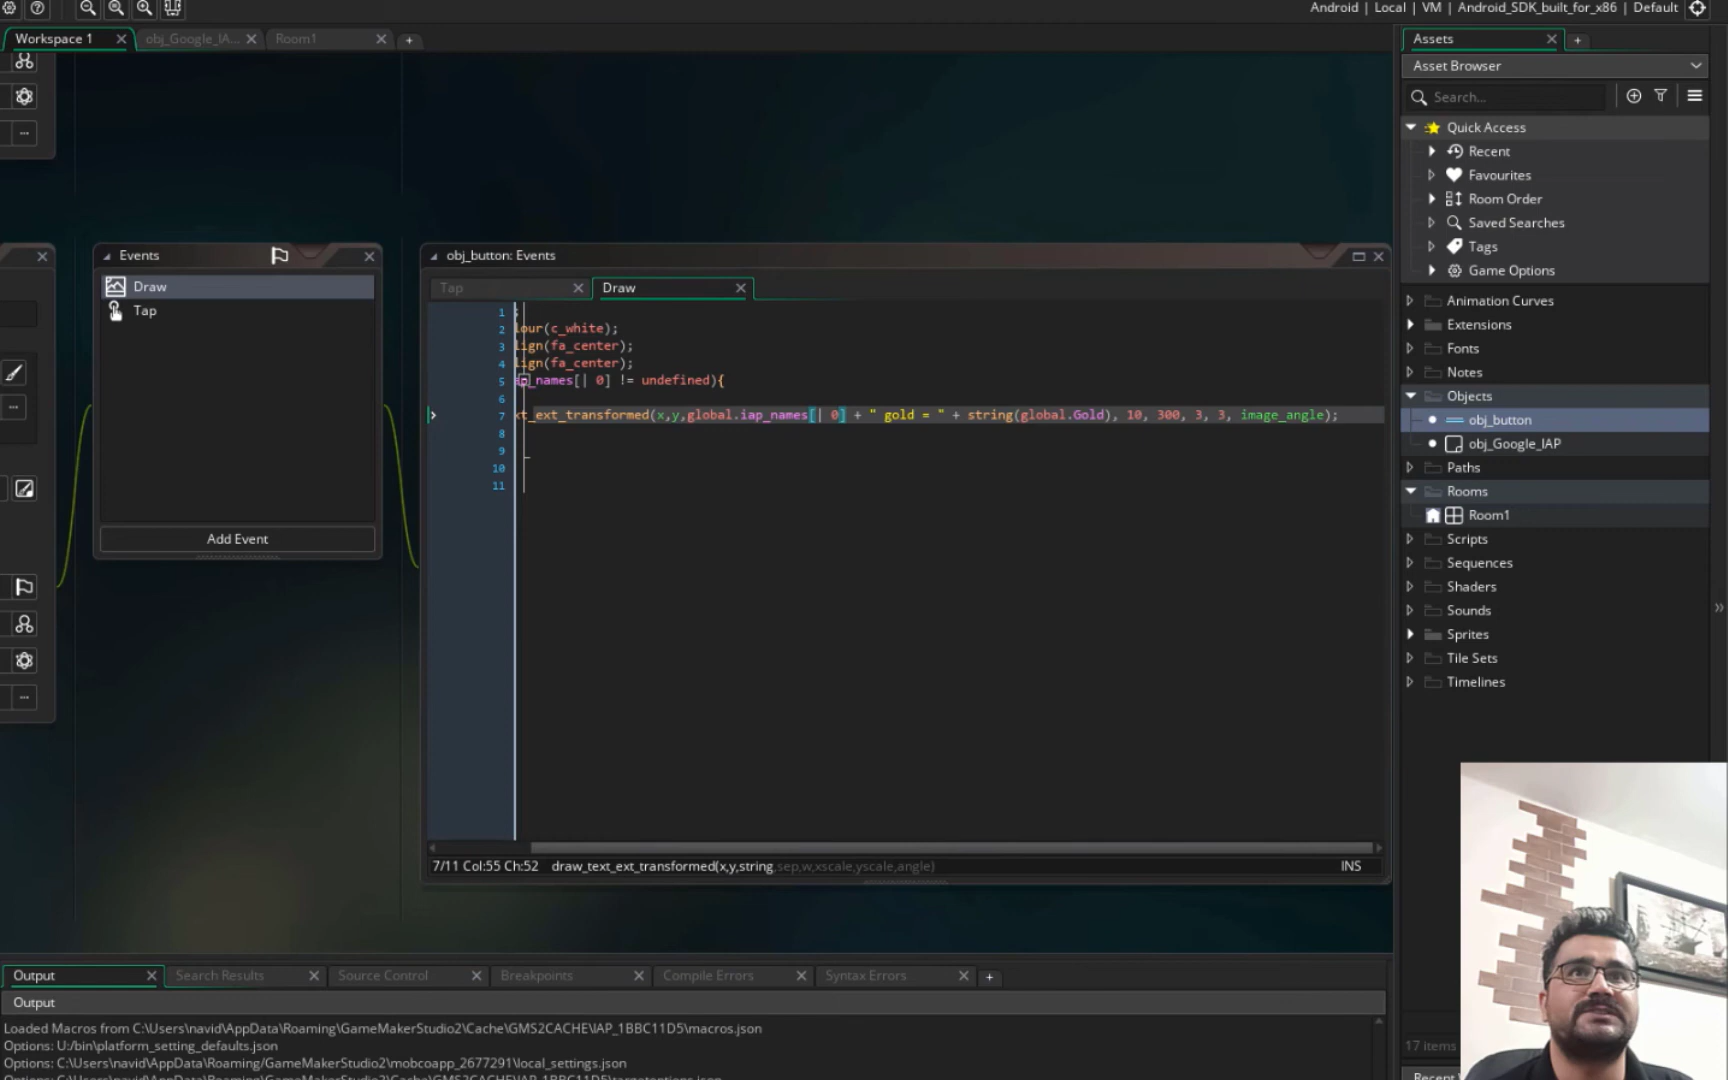 Android | Local | VM | Android_SDK_built_for_x86 | Default
Workspace 1
obj_Google_IA...
Room1
Assets
Asset Browser
Search...
Quick Access
Recent
Favourites
Room Order
Saved Searches
Tags
Game Options
Animation Curves
Extensions
Fonts
Notes
Objects
obj_button
obj_Google_IAP
Paths
Rooms
Room1
Scripts
Sequences
Shaders
Sounds
Sprites
Tile Sets
Timelines
17 items
Events
Draw
Tap
Add Event
obj_button: Events
Tap
Draw
1 ;
2 lour(c_white);
3 lign(fa_center);
4 lign(fa_center);
5 ap_names[| 0] != undefined){
6
7 xt_ext_transformed(x,y,global.iap_names[| 0] + " gold = " + string(global.Gold), 10, 300, 3, 3, image_angle);
8
9
10
11
7/11 Col:55 Ch:52 draw_text_ext_transformed(x,y,string,sep,w,xscale,yscale,angle)
INS
Output
Search Results
Source Control
Breakpoints
Compile Errors
Syntax Errors
Output
Loaded Macros from C:\Users\navid\AppData\Roaming\GameMakerStudio2\Cache\GMS2CACHE\IAP_1BBC11D5\macros.json
Options: U:/bin\platform_setting_defaults.json
Options: C:\Users\navid\AppData\Roaming/GameMakerStudio2\mobcoapp_2677291\local_settings.json